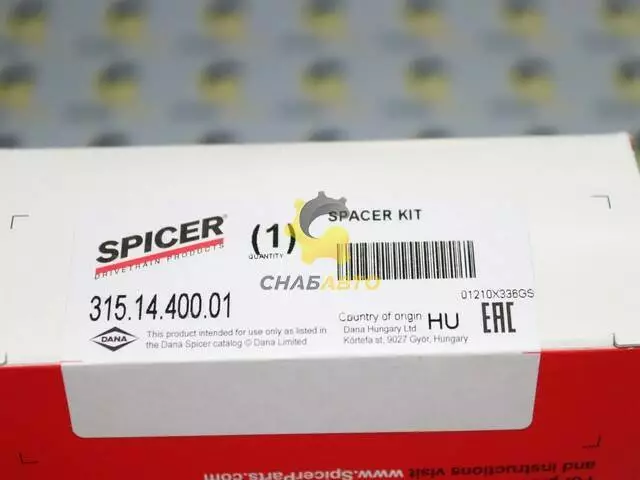 SPICER®
DRIVETRAIN PRODUCTS
(1)
QUANTITY
SPACER KIT
СНАБАВТО
01210X336GS
315.14.400.01
DANA
This product intended for use only as listed in
the Dana Spicer catalog © Dana Limited
Country of origin
HU
Dana Hungary Ltd
Körtefa st, 9027 Győr, Hungary
EAC
and instructions visit
www.SpicerParts.com